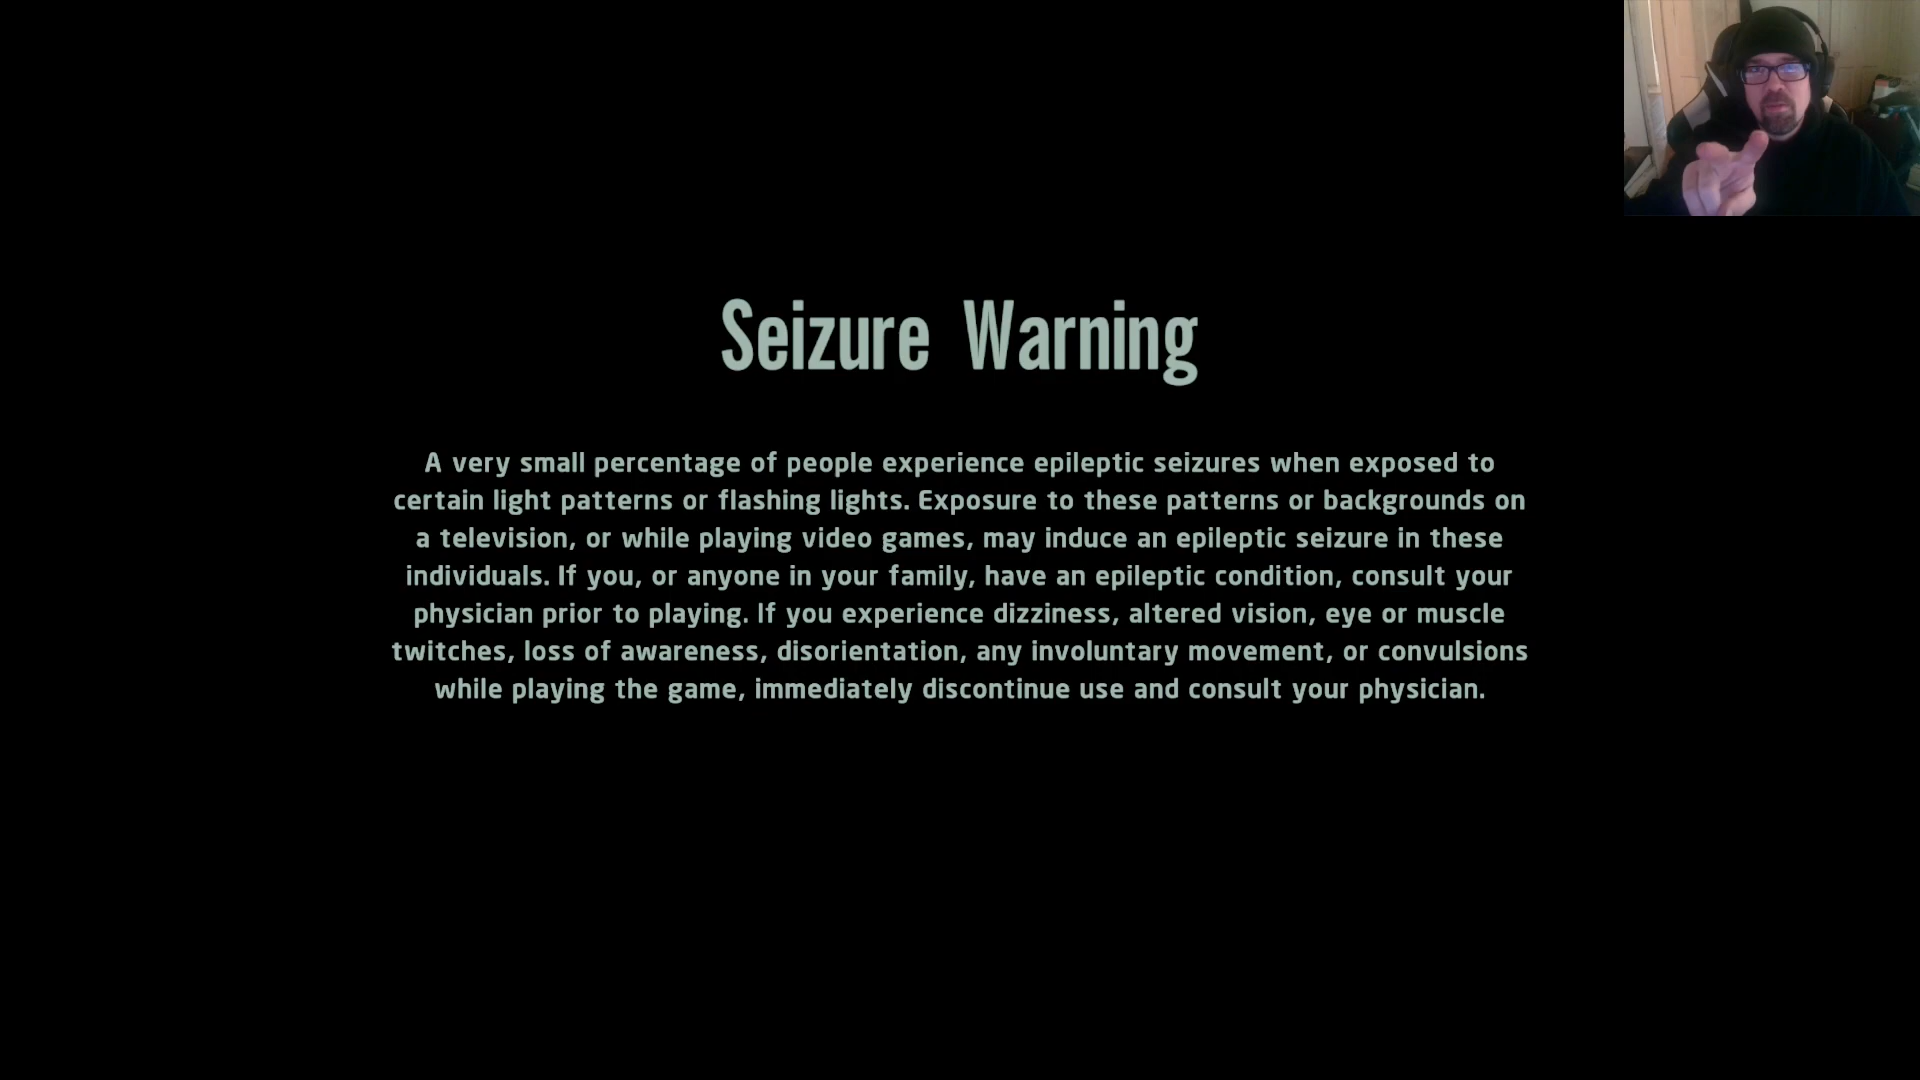 Seizure Warning
A very small percentage of people experience epileptic seizures when exposed to
certain light patterns or flashing lights. Exposure to these patterns or backgrounds on
a television, or while playing video games, may induce an epileptic seizure in these
individuals. If you, or anyone in your family, have an epileptic condition, consult your
physician prior to playing. If you experience dizziness, altered vision, eye or muscle
twitches, loss of awareness, disorientation, any involuntary movement, or convulsions
while playing the game, immediately discontinue use and consult your physician.